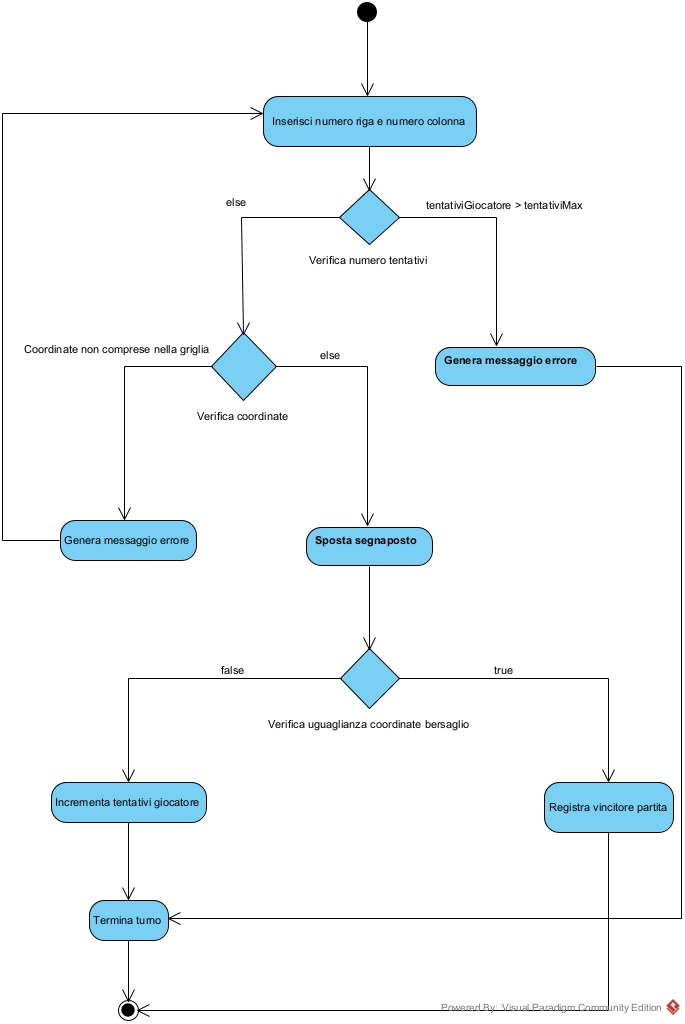 Inserisci numero riga e numero colonna
else
tentativiGiocatore > tentativiMax
Verifica numero tentativi
Coordinate non comprese nella griglia
else
Genera messaggio errore
Verifica coordinate
Genera messaggio errore
Sposta segnaposto
false
true
Verifica uguaglianza coordinate bersaglio
Incrementa tentativi giocatore
Registra vincitore partita
Termina turno
Powered By Visual Paradigm Community Edition